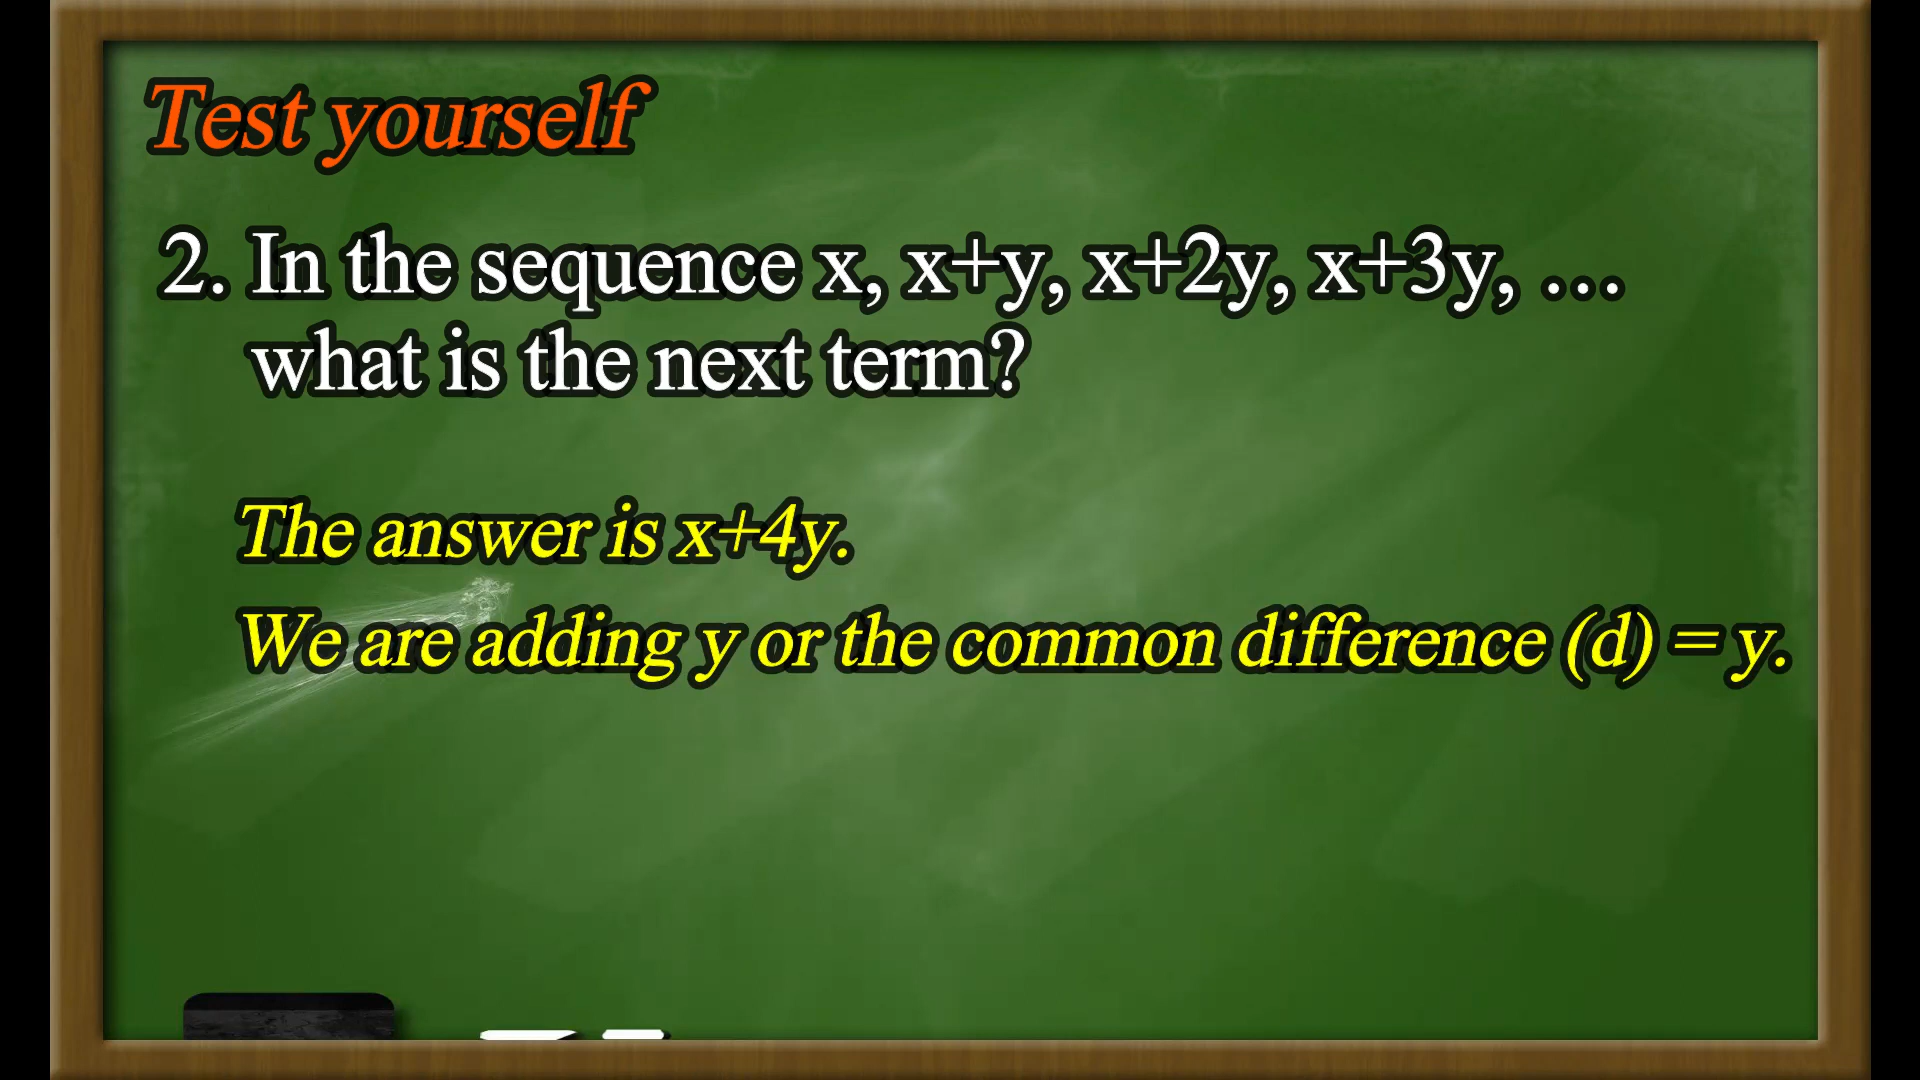 Test yourself
2. In the sequence x, x+y, x+2y, x+3y, ...
what is the next term?
The answer is x+4y.
We are adding y or the common difference (d) = y.